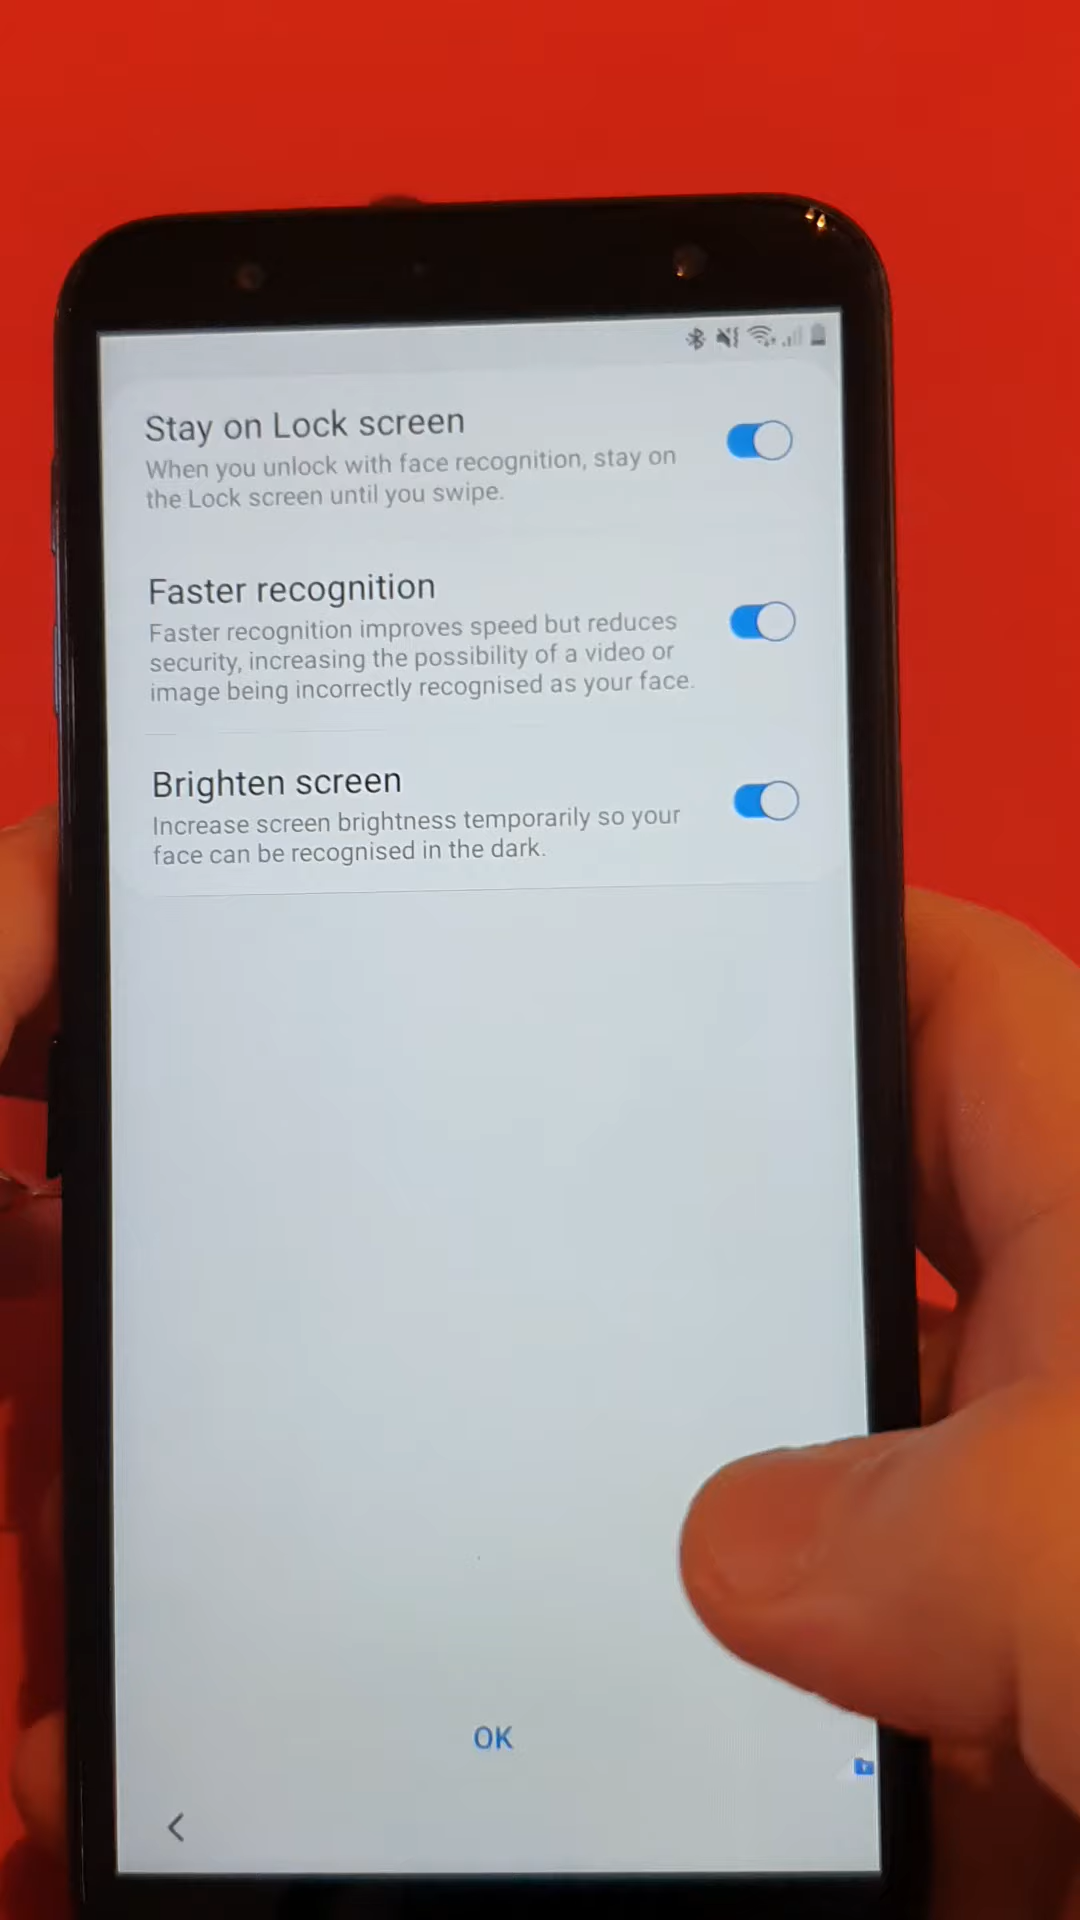 Stay on Lock screen
When you unlock with face recognition, stay on
the Lock screen until you swipe.
Faster recognition
Faster recognition improves speed but reduces
security, increasing the possibility of a video or
image being incorrectly recognised as your face.
Brighten screen
Increase screen brightness temporarily so your
face can be recognised in the dark.
OK